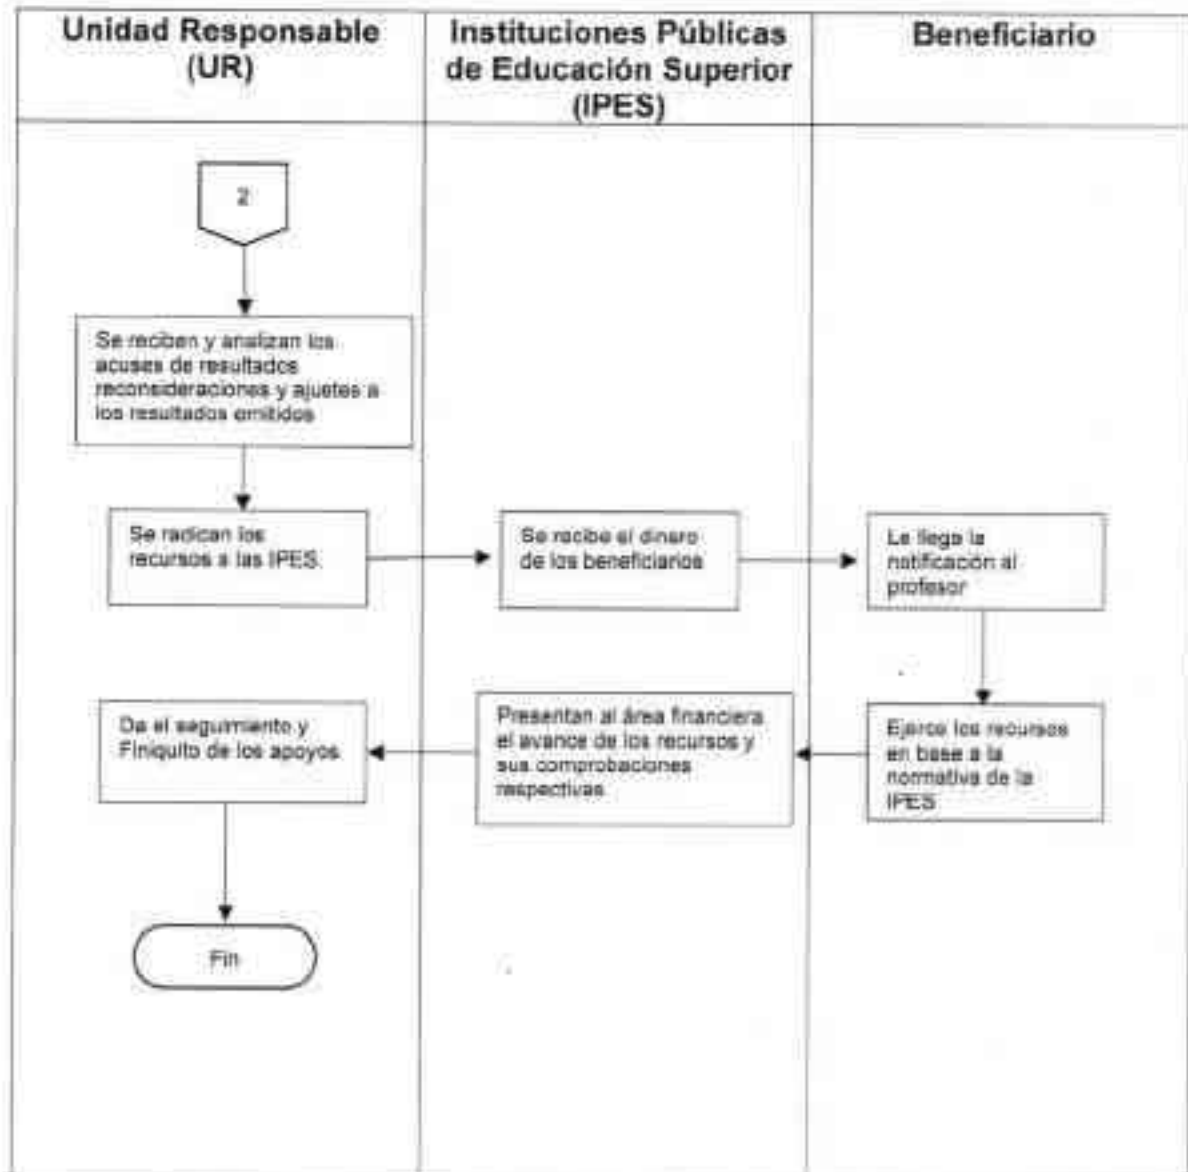 Unidad Responsable
(UR)
Instituciones Públicas
de Educación Superior
(IPES)
Beneficiario
2
Se reciben y analizan los
acuses de resultados
reconsideraciones y ajustes a
los resultados emitidos
Se radican los
recursos a las IPES.
Se recibe el dinero
de los beneficiarios
Le llega la
notificación al
profesor
Ejerce los recursos
en base a la
normativa de la
IPES
Presentan al área financiera
el avance de los recursos y
sus comprobaciones
respectivas
Da el seguimiento y
Finiquito de los apoyos.
Fin